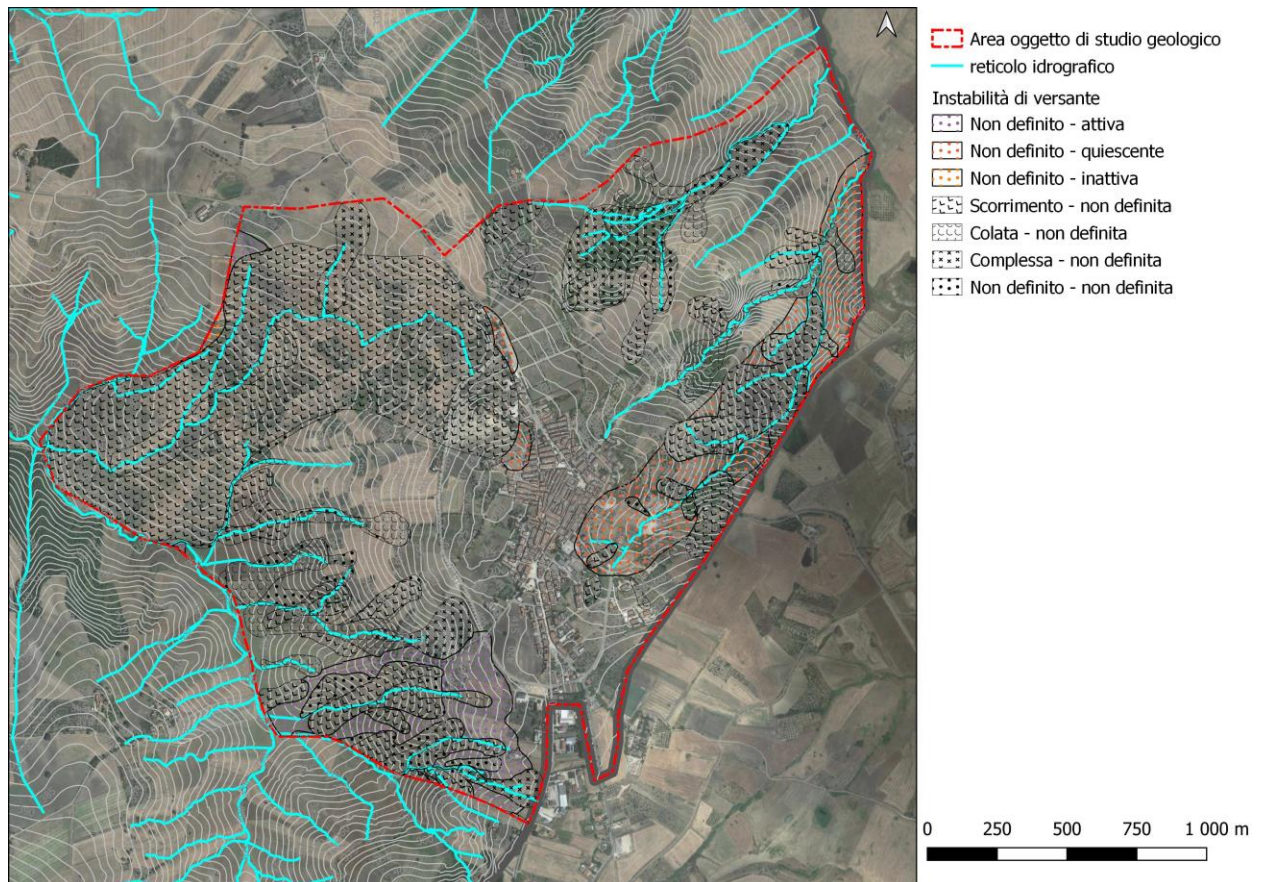 Area oggetto di studio geologico
reticolo idrografico
Instabilità di versante
Non definito - attiva
Non definito - quiescente
Non definito - inattiva
Scorrimento - non definita
Colata - non definita
Complessa - non definita
Non definito - non definita
0 250 500 750 1 000 m